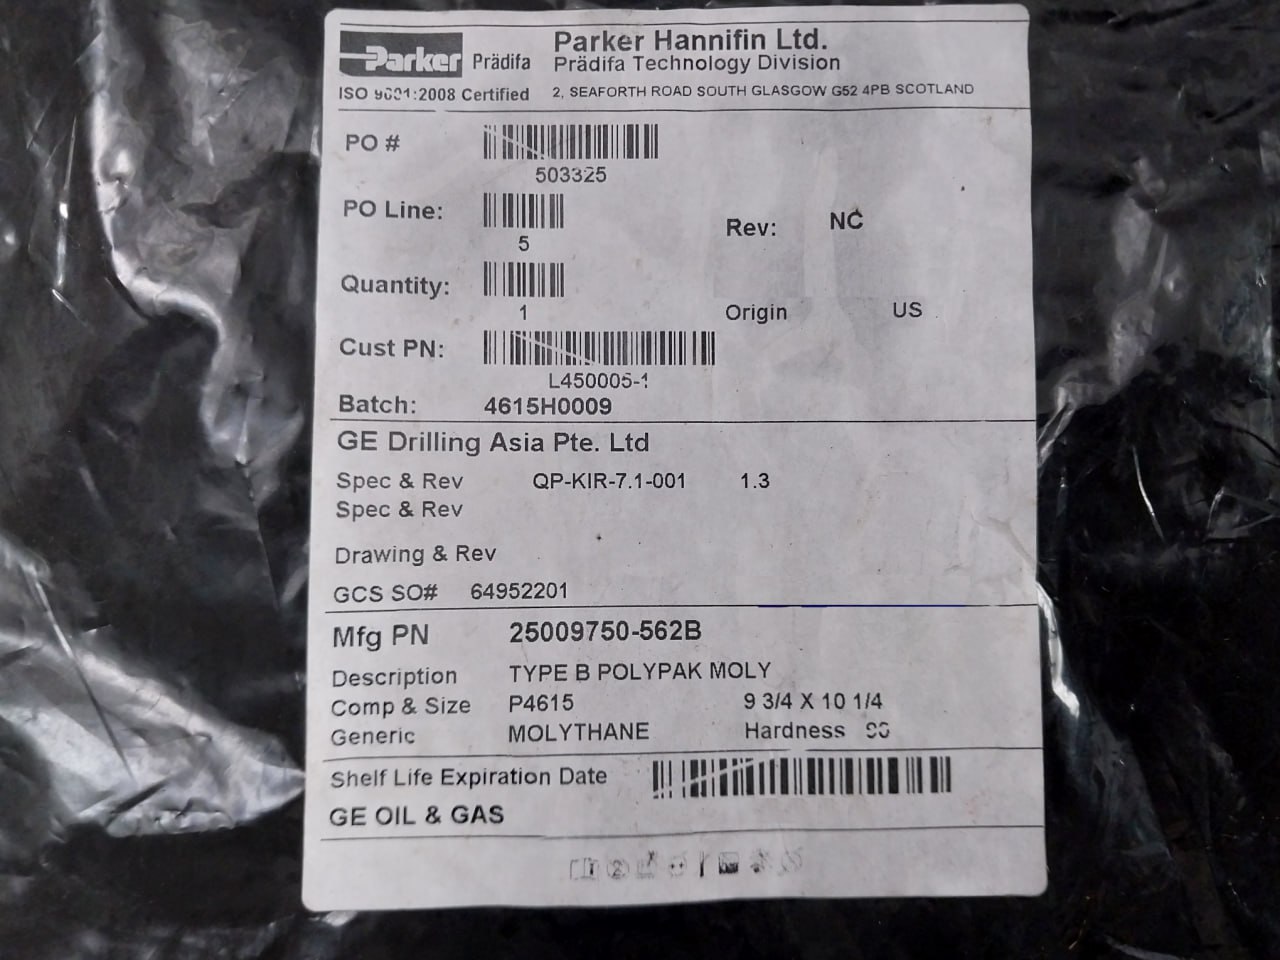 Parker Prädifa
Parker Hannifin Ltd.
Prädifa Technology Division
ISO 9001:2008 Certified
2, SEAFORTH ROAD SOUTH GLASGOW G52 4PB SCOTLAND
PO #
503325
PO Line:
5
Rev: NC
Quantity:
1
Origin US
Cust PN:
L450005-1
Batch: 4615H0009
GE Drilling Asia Pte. Ltd
Spec & Rev QP-KIR-7.1-001 1.3
Spec & Rev
Drawing & Rev
GCS SO# 64952201
Mfg PN 25009750-562B
Description TYPE B POLYPAK MOLY
Comp & Size P4615 9 3/4 X 10 1/4
Generic MOLYTHANE Hardness
Shelf Life Expiration Date
GE OIL & GAS